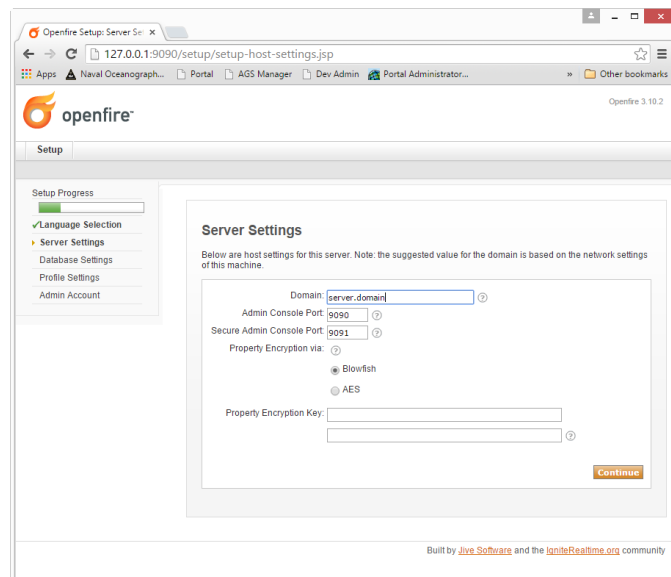 Openfire Setup: Server Se
127.0.0.1:9090/setup/setup-host-settings.jsp
Apps Naval Oceanograph... Portal AGS Manager Dev Admin Portal Administrator... » Other bookmarks
openfire™
Openfire 3.10.2
Setup
Setup Progress
Language Selection
Server Settings
Database Settings
Profile Settings
Admin Account
Server Settings
Below are host settings for this server. Note: the suggested value for the domain is based on the network settings
of this machine.
Domain: server.domain ?
Admin Console Port: 9090 ?
Secure Admin Console Port: 9091 ?
Property Encryption via: ?
Blowfish
AES
Property Encryption Key:
?
Continue
Built by Jive Software and the IgniteRealtime.org community